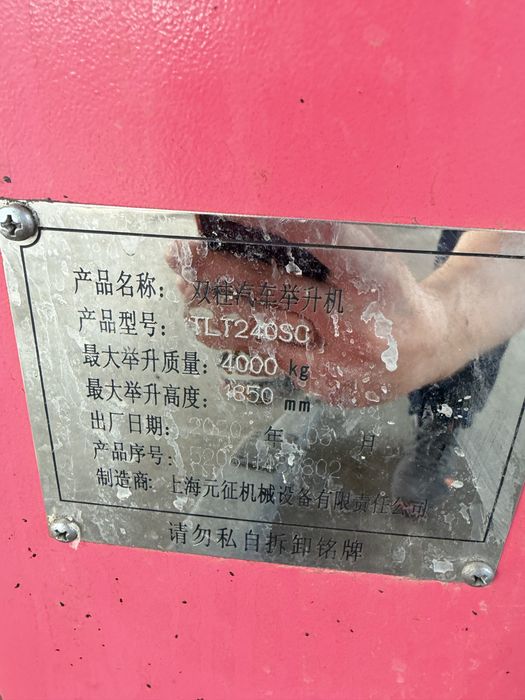 产品名称：双柱汽车举升机
产品型号：TLT240SC
最大举升质量：4000 kg
最大举升高度：1850 mm
出厂日期：年 月
产品序号：
制造商：上海元征机械设备有限责任公司
请勿私自拆卸铭牌